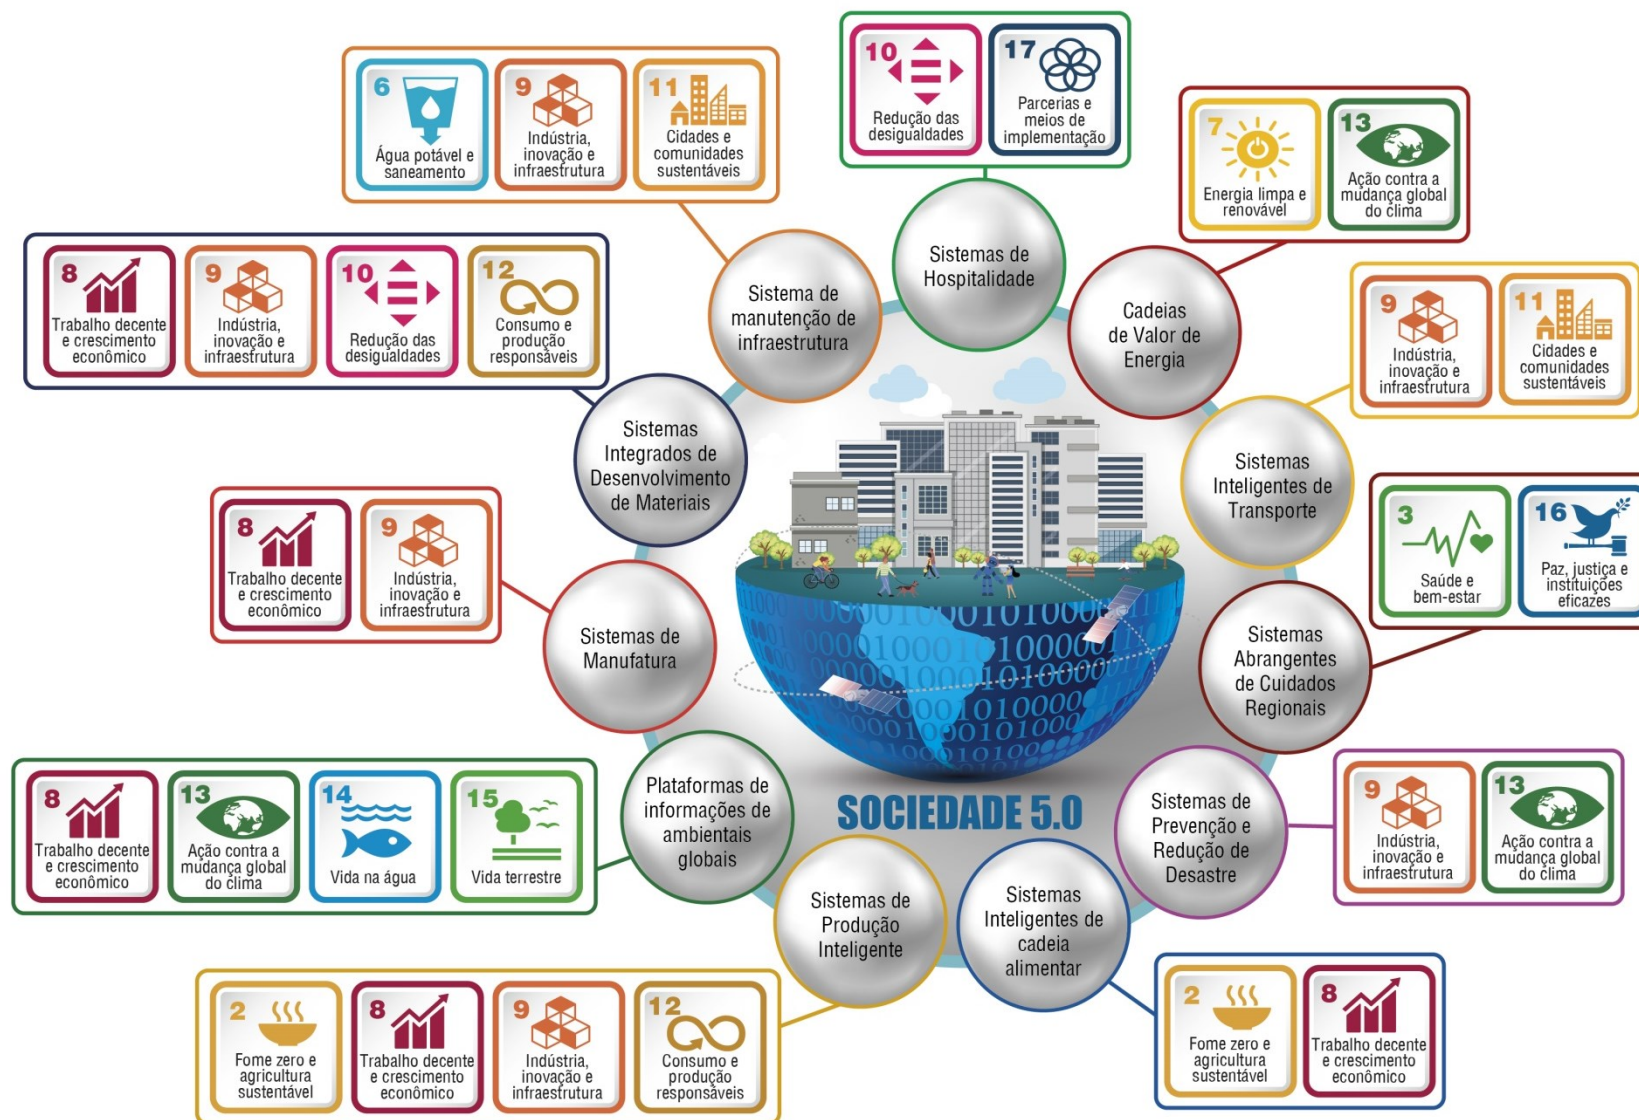 10
Redução das
desigualdades
17
Parcerias e
meios de
implementação
Sistemas de
Hospitalidade
7
Energia limpa e
renovável
13
Ação contra a
mudança global
do clima
Cadeias
de Valor de
Energia
9
Indústria,
inovação e
infraestrutura
11
Cidades e
comunidades
sustentáveis
Sistemas
Inteligentes de
Transporte
3
Saúde e
bem-estar
16
Paz, justiça e
instituições
eficazes
Sistemas
Abrangentes
de Cuidados
Regionais
9
Indústria,
inovação e
infraestrutura
13
Ação contra a
mudança global
do clima
Sistemas de
Prevenção e
Redução de
Desastre
2
Fome zero e
agricultura
sustentável
8
Trabalho decente
e crescimento
econômico
Sistemas
Inteligentes de
cadeia
alimentar
2
Fome zero e
agricultura
sustentável
8
Trabalho decente
e crescimento
econômico
9
Indústria,
inovação e
infraestrutura
12
Consumo e
produção
responsáveis
Sistemas de
Produção
Inteligente
8
Trabalho decente
e crescimento
econômico
13
Ação contra a
mudança global
do clima
14
Vida na água
15
Vida terrestre
Plataformas de
informações de
ambientais
globais
8
Trabalho decente
e crescimento
econômico
9
Indústria,
inovação e
infraestrutura
Sistemas de
Manufatura
8
Trabalho decente
e crescimento
econômico
9
Indústria,
inovação e
infraestrutura
10
Redução das
desigualdades
12
Consumo e
produção
responsáveis
Sistemas
Integrados de
Desenvolvimento
de Materiais
6
Água potável e
saneamento
9
Indústria,
inovação e
infraestrutura
11
Cidades e
comunidades
sustentáveis
Sistema de
manutenção de
infraestrutura
SOCIEDADE 5.0